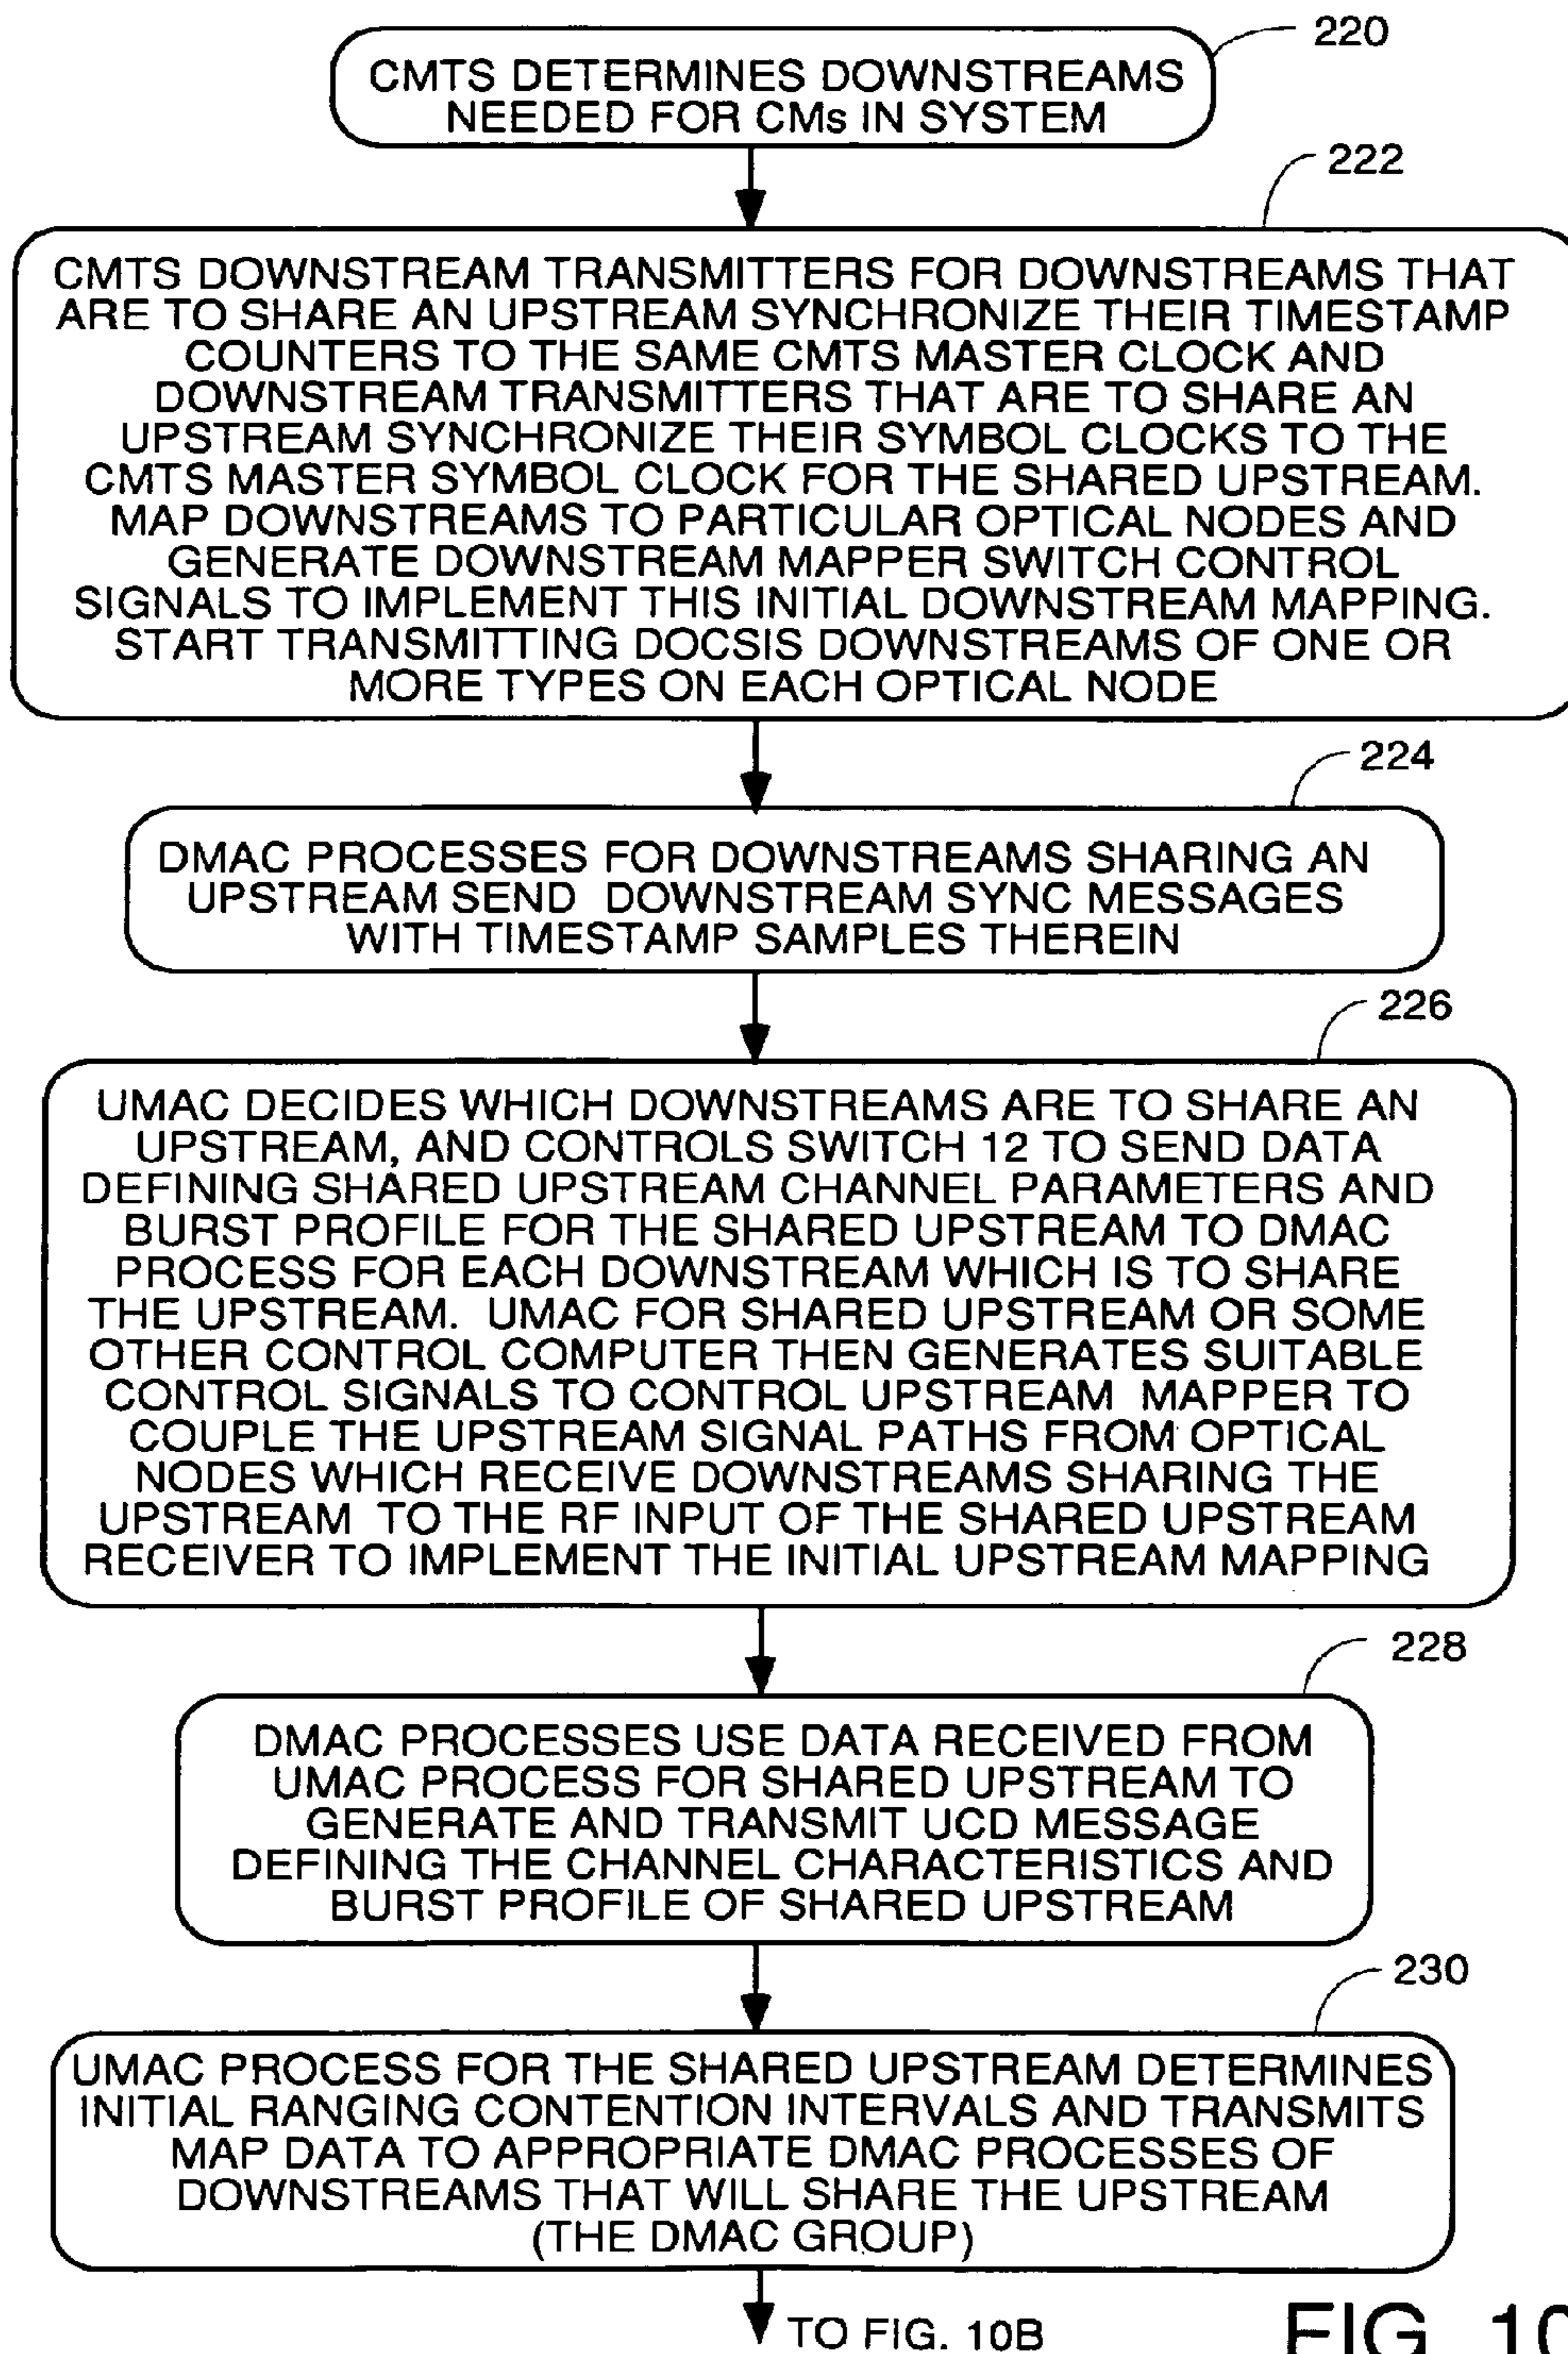 220
CMTS DETERMINES DOWNSTREAMS
NEEDED FOR CMs IN SYSTEM
222
CMTS DOWNSTREAM TRANSMITTERS FOR DOWNSTREAMS THAT
ARE TO SHARE AN UPSTREAM SYNCHRONIZE THEIR TIMESTAMP
COUNTERS TO THE SAME CMTS MASTER CLOCK AND
DOWNSTREAM TRANSMITTERS THAT ARE TO SHARE AN
UPSTREAM SYNCHRONIZE THEIR SYMBOL CLOCKS TO THE
CMTS MASTER SYMBOL CLOCK FOR THE SHARED UPSTREAM.
MAP DOWNSTREAMS TO PARTICULAR OPTICAL NODES AND
GENERATE DOWNSTREAM MAPPER SWITCH CONTROL
SIGNALS TO IMPLEMENT THIS INITIAL DOWNSTREAM MAPPING.
START TRANSMITTING DOCSIS DOWNSTREAMS OF ONE OR
MORE TYPES ON EACH OPTICAL NODE
224
DMAC PROCESSES FOR DOWNSTREAMS SHARING AN
UPSTREAM SEND DOWNSTREAM SYNC MESSAGES
WITH TIMESTAMP SAMPLES THEREIN
226
UMAC DECIDES WHICH DOWNSTREAMS ARE TO SHARE AN
UPSTREAM, AND CONTROLS SWITCH 12 TO SEND DATA
DEFINING SHARED UPSTREAM CHANNEL PARAMETERS AND
BURST PROFILE FOR THE SHARED UPSTREAM TO DMAC
PROCESS FOR EACH DOWNSTREAM WHICH IS TO SHARE
THE UPSTREAM. UMAC FOR SHARED UPSTREAM OR SOME
OTHER CONTROL COMPUTER THEN GENERATES SUITABLE
CONTROL SIGNALS TO CONTROL UPSTREAM MAPPER TO
COUPLE THE UPSTREAM SIGNAL PATHS FROM OPTICAL
NODES WHICH RECEIVE DOWNSTREAMS SHARING THE
UPSTREAM TO THE RF INPUT OF THE SHARED UPSTREAM
RECEIVER TO IMPLEMENT THE INITIAL UPSTREAM MAPPING
228
DMAC PROCESSES USE DATA RECEIVED FROM
UMAC PROCESS FOR SHARED UPSTREAM TO
GENERATE AND TRANSMIT UCD MESSAGE
DEFINING THE CHANNEL CHARACTERISTICS AND
BURST PROFILE OF SHARED UPSTREAM
230
UMAC PROCESS FOR THE SHARED UPSTREAM DETERMINES
INITIAL RANGING CONTENTION INTERVALS AND TRANSMITS
MAP DATA TO APPROPRIATE DMAC PROCESSES OF
DOWNSTREAMS THAT WILL SHARE THE UPSTREAM
(THE DMAC GROUP)
TO FIG. 10B
FIG. 10